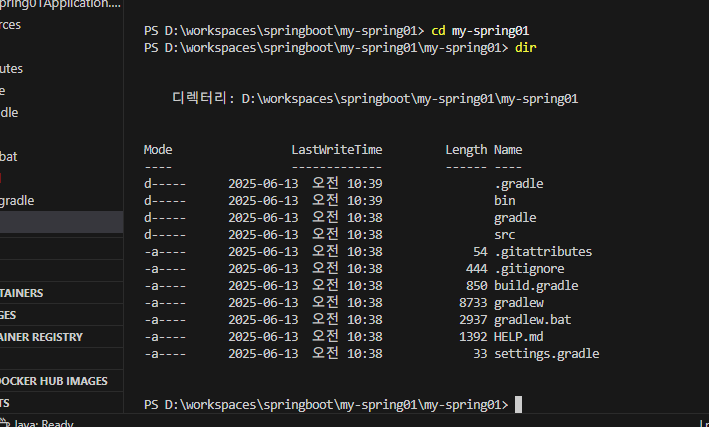 pring01Application....
rces
utes
e
dle
bat
gradle
TAINERS
GES
AINER REGISTRY
DOCKER HUB IMAGES
TS
Java: Ready
PS D:\workspaces\springboot\my-spring01> cd my-spring01
PS D:\workspaces\springboot\my-spring01> dir
디렉터리: D:\workspaces\springboot\my-spring01\my-spring01
Mode LastWriteTime Length Name
---- ------------- ------ ----
d----- 2025-06-13 오전 10:39 .gradle
d----- 2025-06-13 오전 10:39 bin
d----- 2025-06-13 오전 10:38 gradle
d----- 2025-06-13 오전 10:38 src
-a---- 2025-06-13 오전 10:38 54 .gitattributes
-a---- 2025-06-13 오전 10:38 444 .gitignore
-a---- 2025-06-13 오전 10:38 850 build.gradle
-a---- 2025-06-13 오전 10:38 8733 gradlew
-a---- 2025-06-13 오전 10:38 2937 gradlew.bat
-a---- 2025-06-13 오전 10:38 1392 HELP.md
-a---- 2025-06-13 오전 10:38 33 settings.gradle
PS D:\workspaces\springboot\my-spring01\my-spring01>